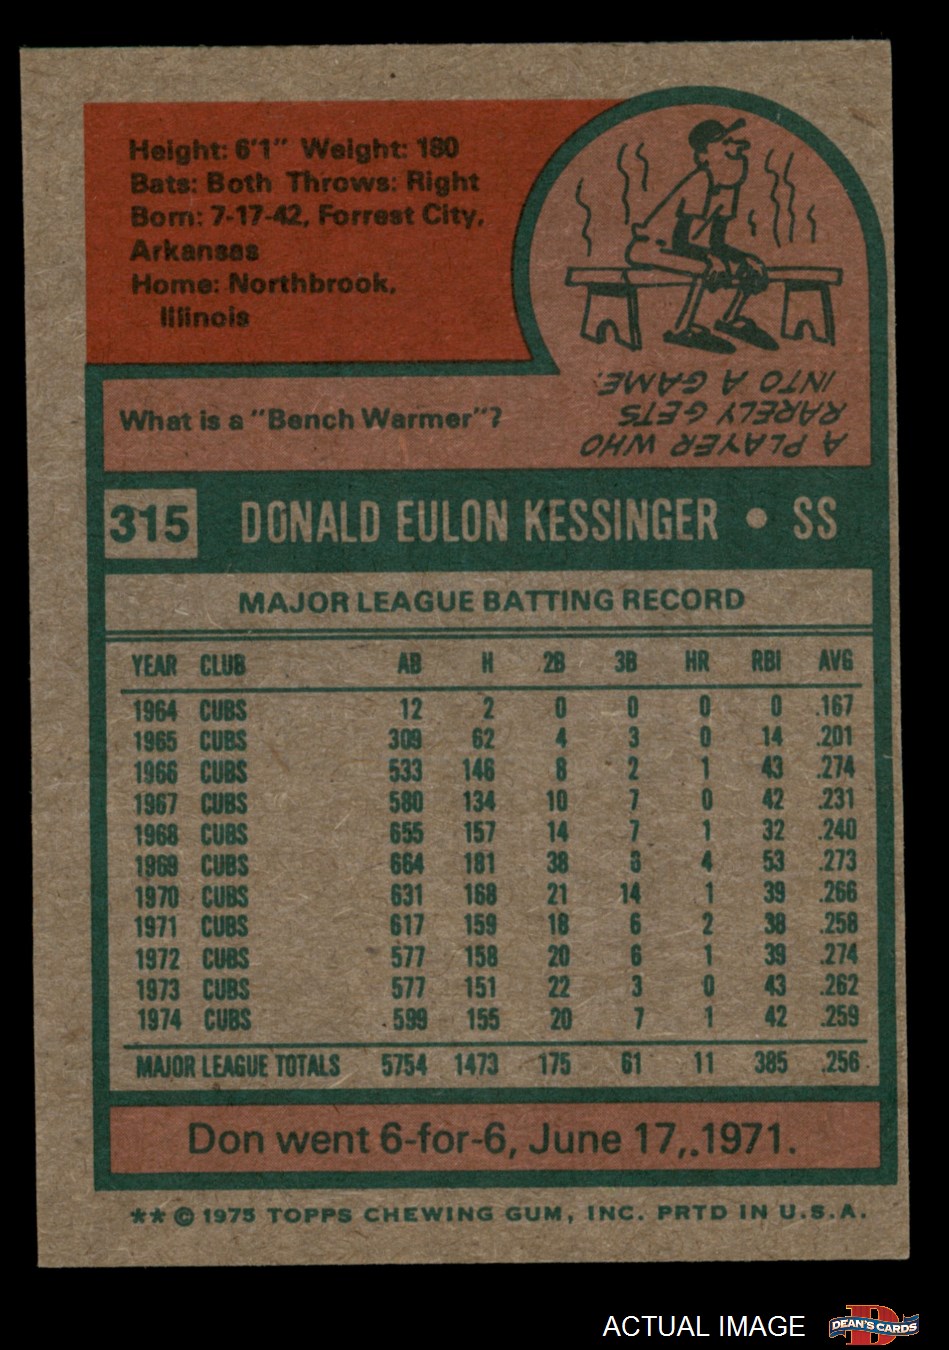 Height: 6'1" Weight: 180
Bats: Both Throws: Right
Born: 7-17-42, Forrest City,
Arkansas
Home: Northbrook,
Illinois
What is a "Bench Warmer"?
A PLAYER WHO
RARELY GETS
INTO A GAME.
315 DONALD EULON KESSINGER • SS
MAJOR LEAGUE BATTING RECORD
YEAR CLUB AB H 2B 3B HR RBI AVG
1964 CUBS 12 2 0 0 0 0 .167
1965 CUBS 309 62 4 3 0 14 .201
1966 CUBS 533 146 8 2 1 43 .274
1967 CUBS 580 134 10 7 0 42 .231
1968 CUBS 655 157 14 7 1 32 .240
1969 CUBS 664 181 38 8 4 53 .273
1970 CUBS 631 168 21 14 1 39 .266
1971 CUBS 617 159 18 6 2 38 .258
1972 CUBS 577 158 20 6 1 39 .274
1973 CUBS 577 151 22 3 0 43 .262
1974 CUBS 599 155 20 7 1 42 .259
MAJOR LEAGUE TOTALS 5754 1473 175 61 11 385 .256
Don went 6-for-6, June 17, 1971.
** © 1975 TOPPS CHEWING GUM, INC. PRTD IN U.S.A.
ACTUAL IMAGE
DEAN'S CARDS